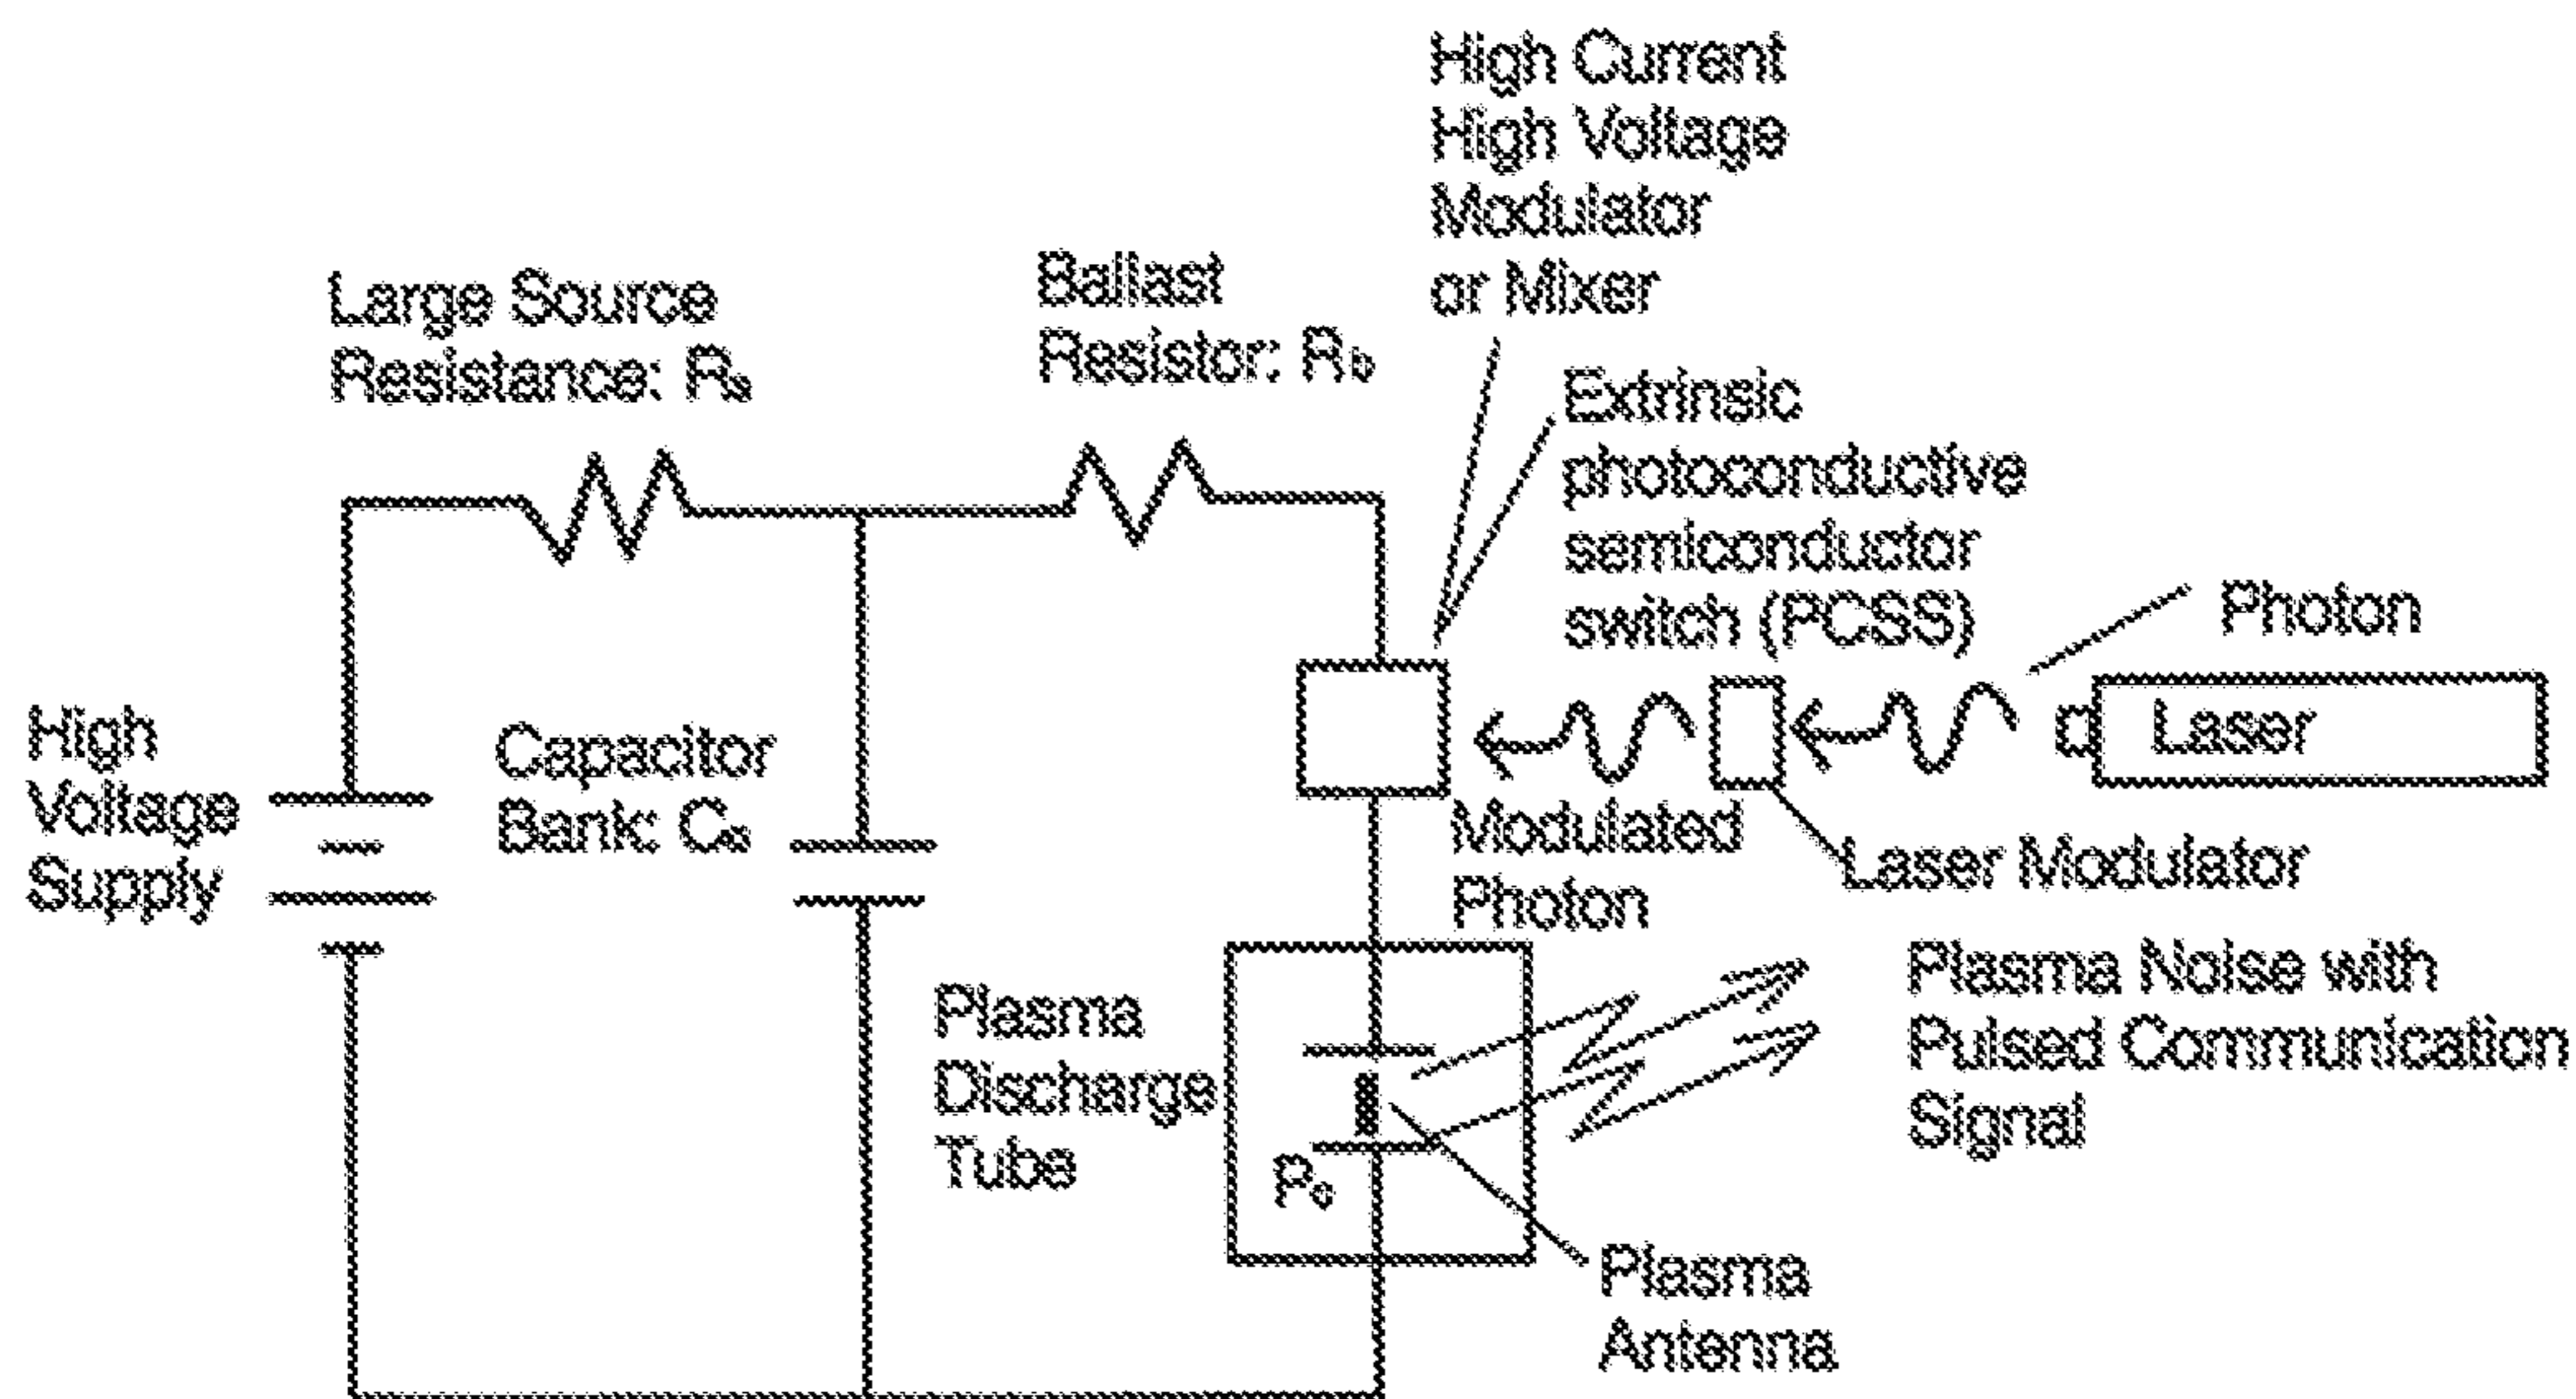 High Current
High Voltage
Modulator
or Mixer
Large Source
Resistance: Rs
Ballast
Resistor: Rb
Extrinsic
photoconductive
semiconductor
switch (PCSS)
Photon
Laser
High
Voltage
Supply
Capacitor
Bank:
Modulated
Photon
Laser Modulator
Plasma
Discharge
Tube
Plasma Noise with
Pulsed Communication
Signal
Plasma
Antenna